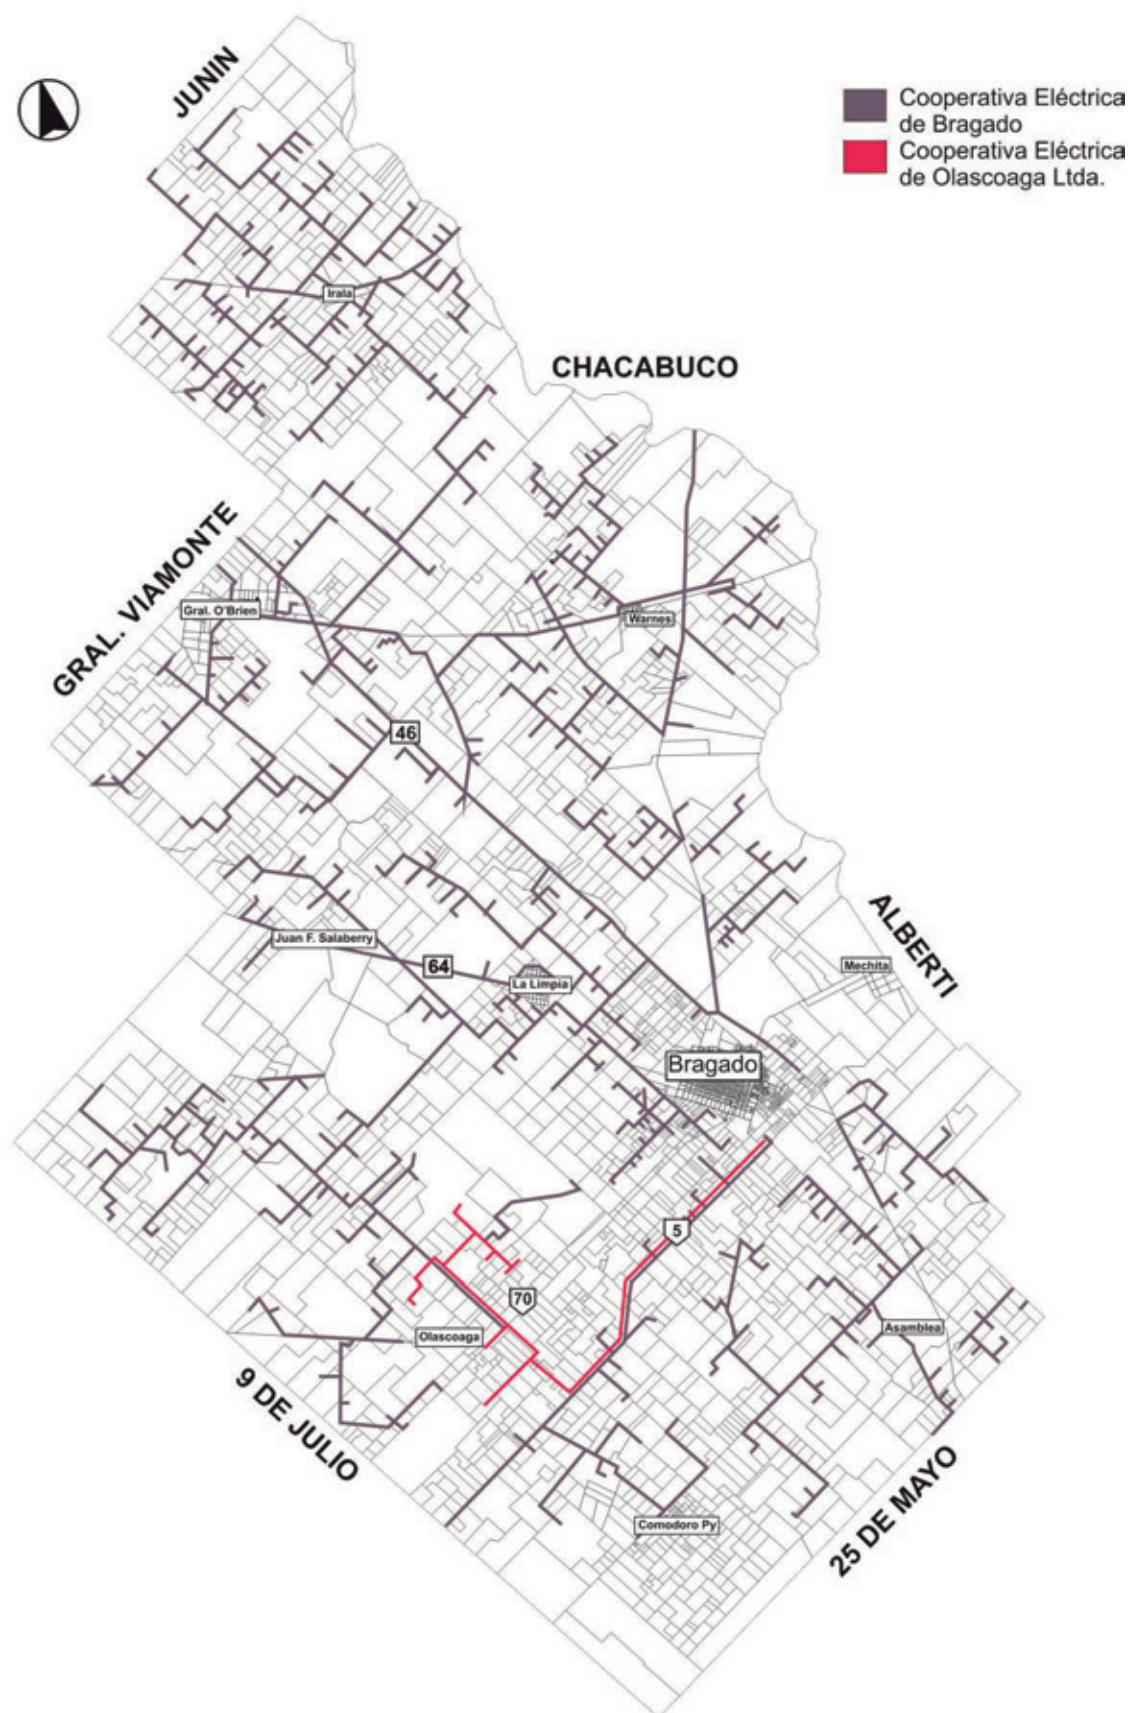 JUNIN
Cooperativa Eléctrica
de Bragado
Cooperativa Eléctrica
de Olascoaga Ltda.
Irala
CHACABUCO
GRAL. VIAMONTE
Gral. O'Brien
Warnes
46
ALBERTI
Juan F. Salaberry
64
La Limpia
Mechita
Bragado
5
70
Olascoaga
Asamblea
9 DE JULIO
25 DE MAYO
Comodoro Py